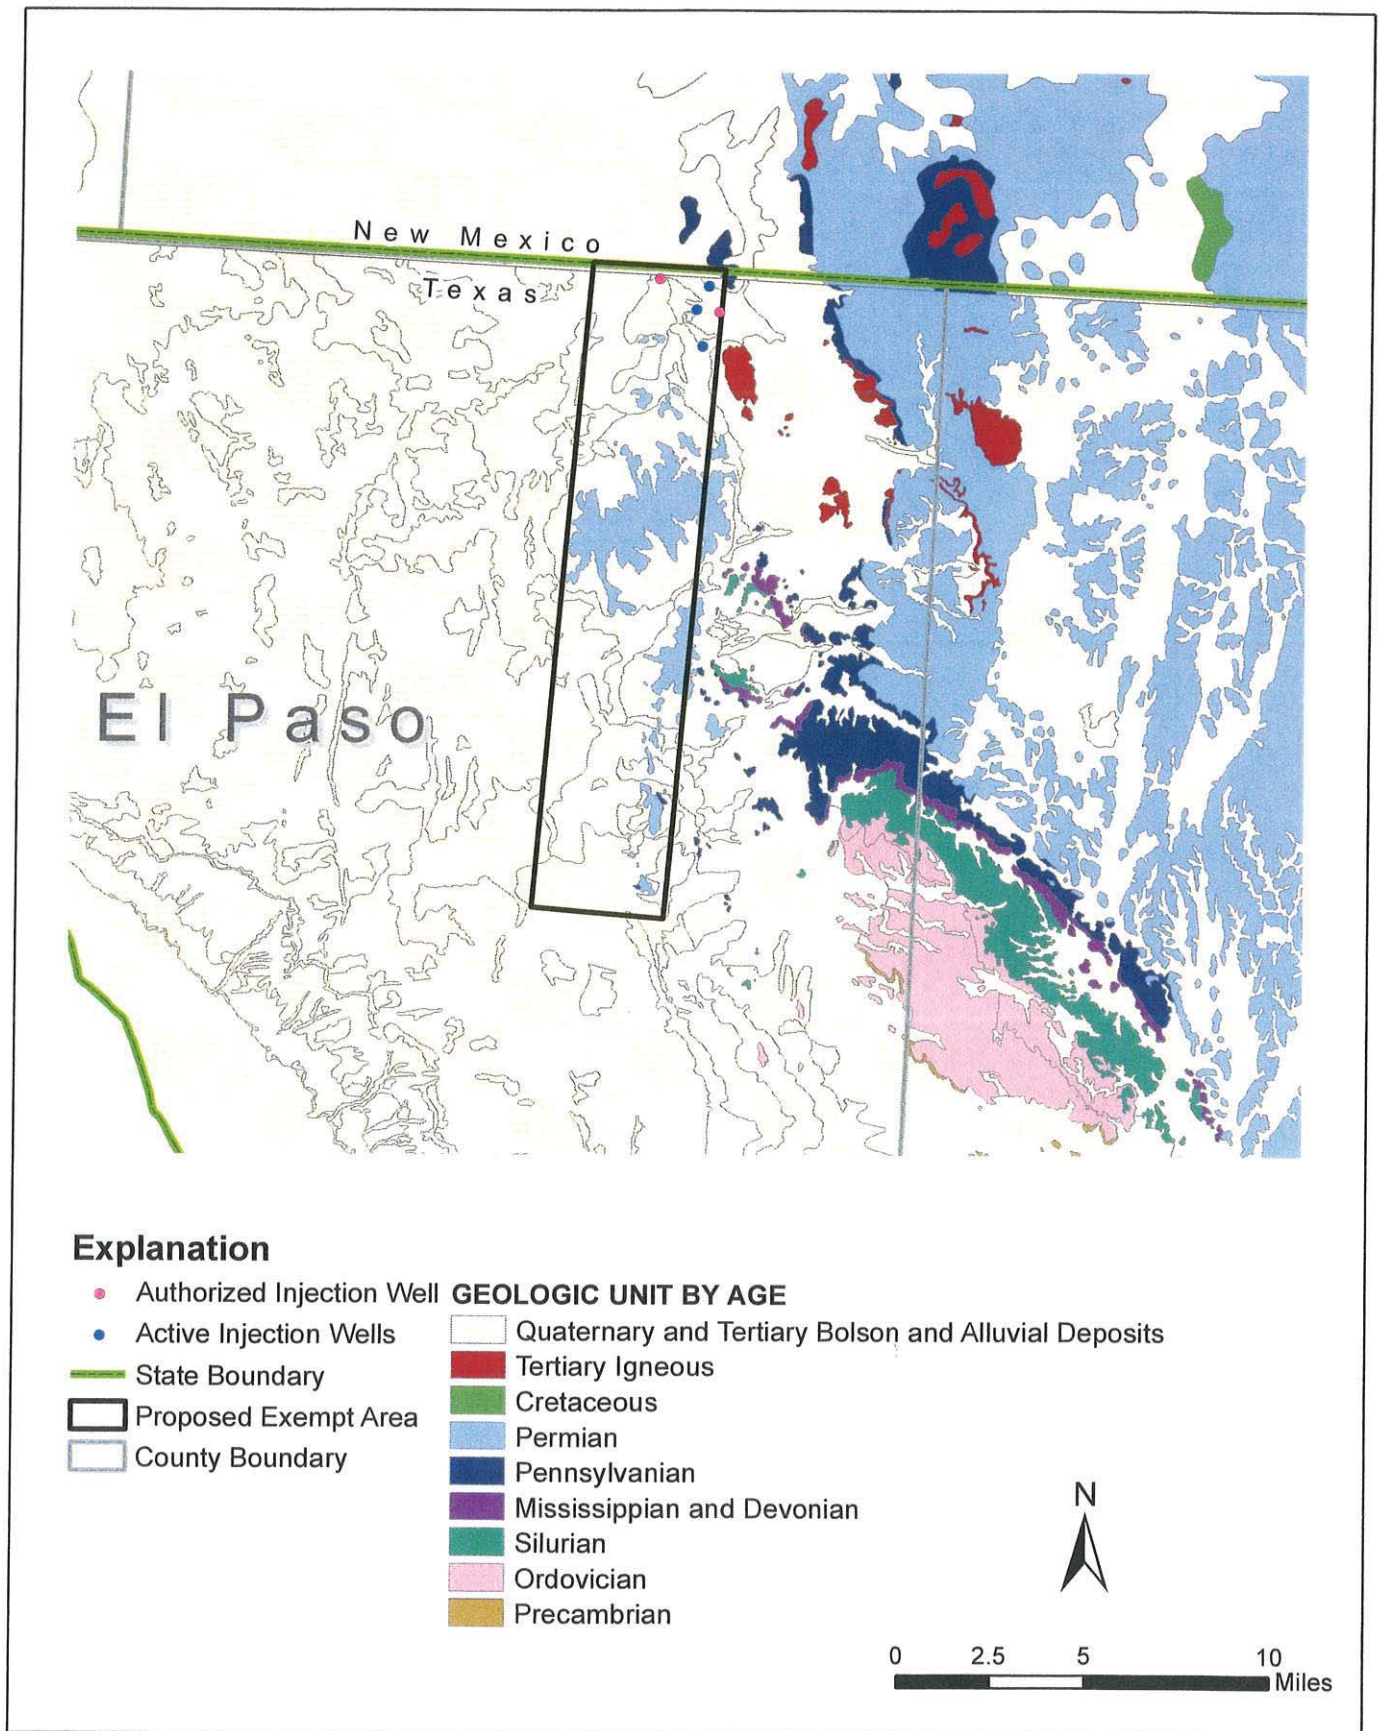 New Mexico
Texas
El Paso
Explanation
Authorized Injection Well
Active Injection Wells
State Boundary
Proposed Exempt Area
County Boundary
GEOLOGIC UNIT BY AGE
Quaternary and Tertiary Bolson and Alluvial Deposits
Tertiary Igneous
Cretaceous
Permian
Pennsylvanian
Mississippian and Devonian
Silurian
Ordovician
Precambrian
N
0 2.5 5 10
Miles